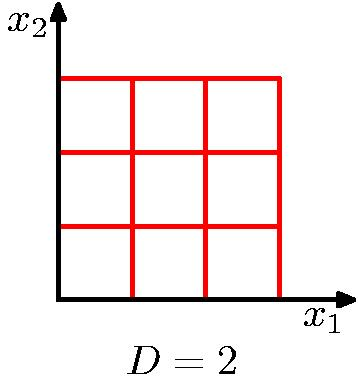 x₂
x₁
D = 2